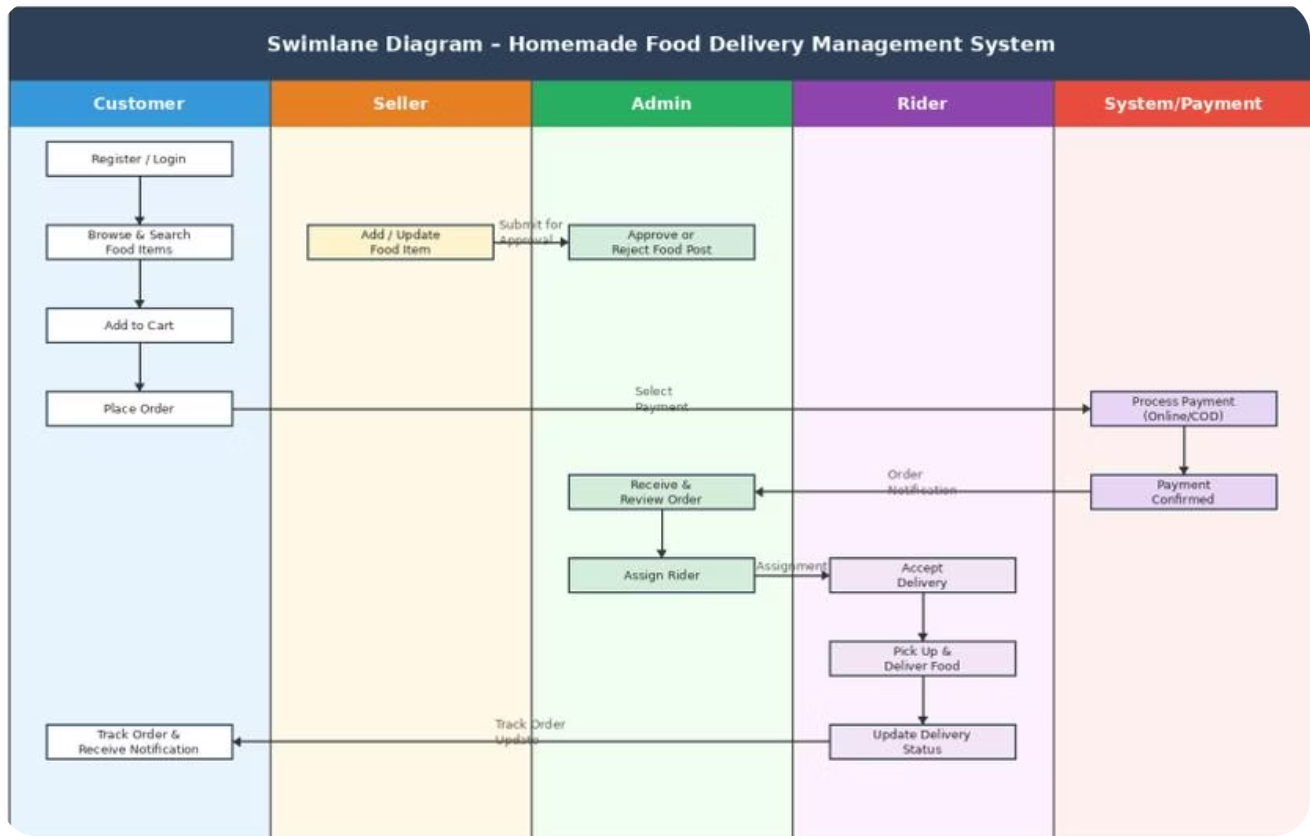 Swimlane Diagram – Homemade Food Delivery Management System
Customer
Seller
Admin
Rider
System/Payment
Register / Login
Browse & Search
Food Items
Add / Update
Food Item
Submit for
Approval
Approve or
Reject Food Post
Add to Cart
Place Order
Select
Payment
Process Payment
(Online/COD)
Receive &
Review Order
Order
Notification
Payment
Confirmed
Assign Rider
Assignment
Accept
Delivery
Pick Up &
Deliver Food
Track Order &
Receive Notification
Track Order
Update
Update Delivery
Status